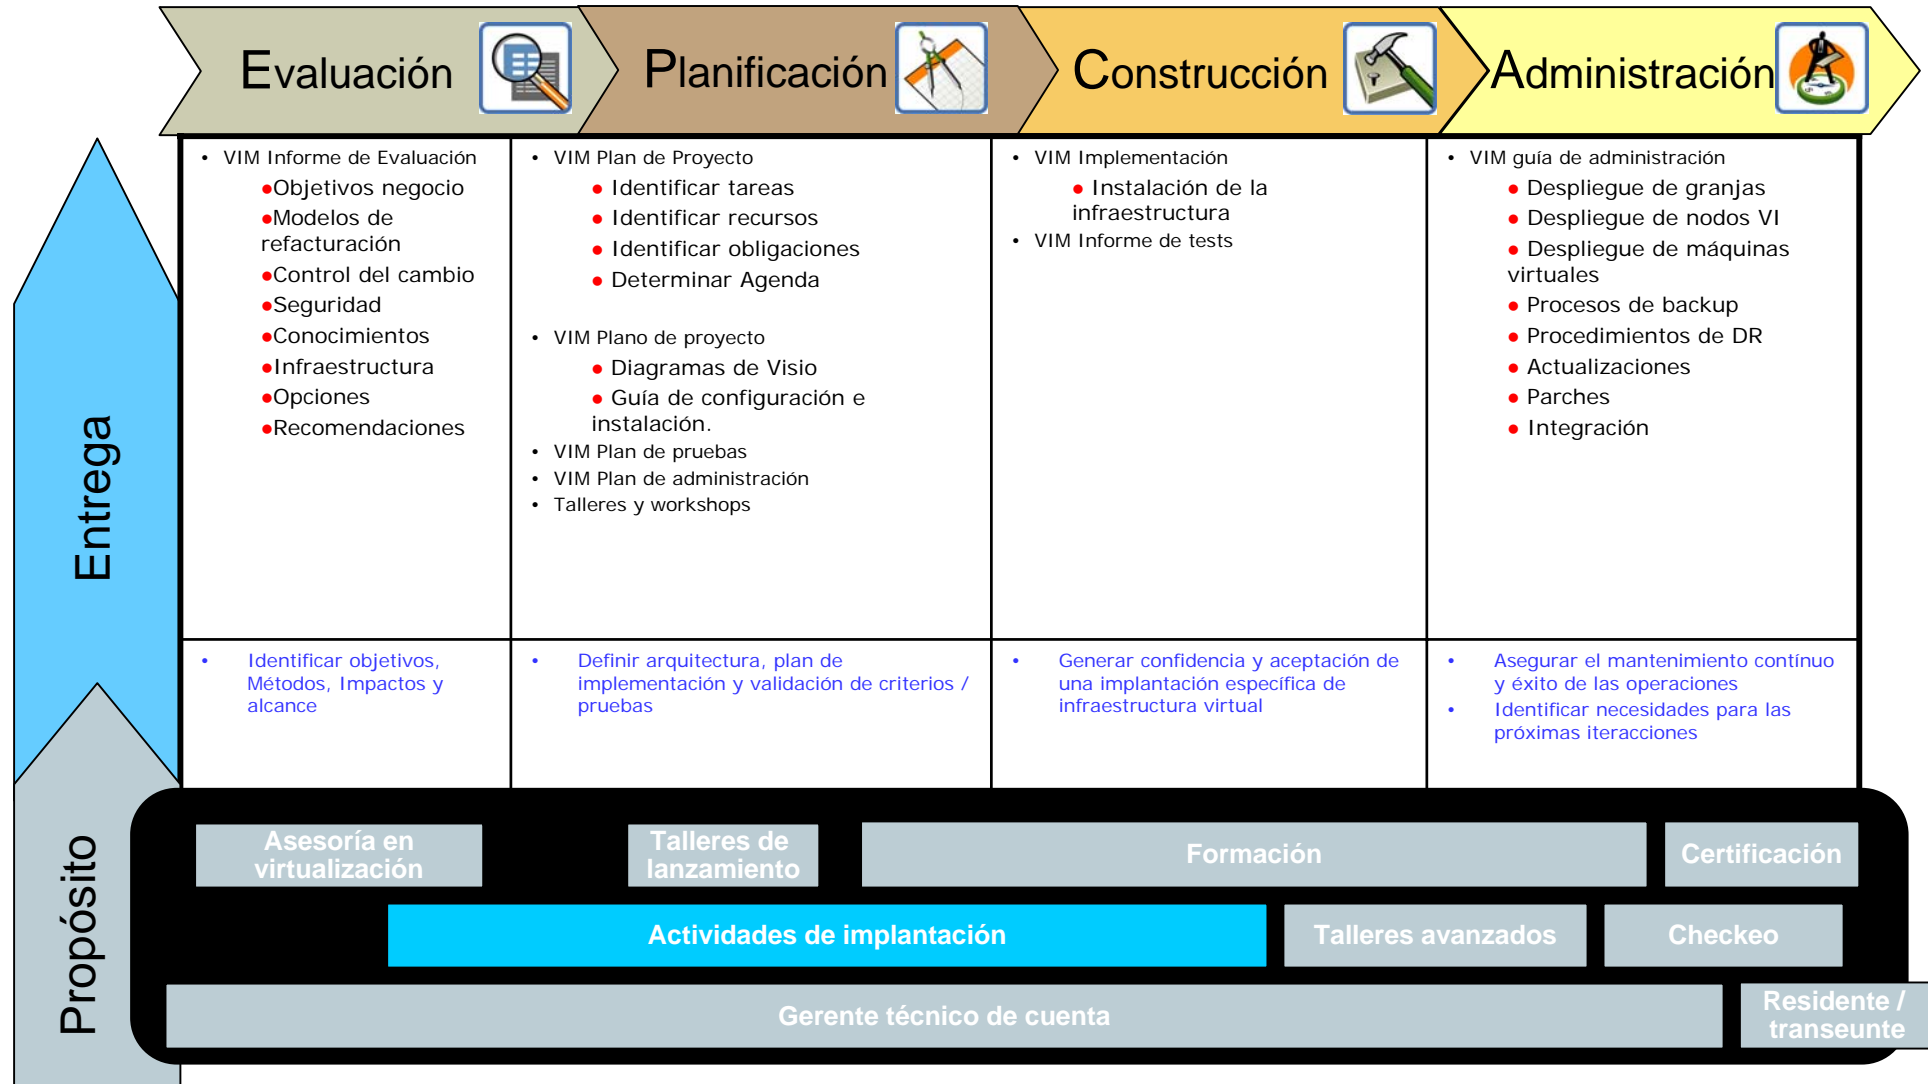 Evaluación
Planificación
Construcción
Administración
Entrega
• VIM Informe de Evaluación
●Objetivos negocio
●Modelos de
refacturación
●Control del cambio
●Seguridad
●Conocimientos
●Infraestructura
●Opciones
●Recomendaciones
• VIM Plan de Proyecto
● Identificar tareas
● Identificar recursos
● Identificar obligaciones
● Determinar Agenda
• VIM Plano de proyecto
● Diagramas de Visio
● Guía de configuración e
instalación.
• VIM Plan de pruebas
• VIM Plan de administración
• Talleres y workshops
• VIM Implementación
● Instalación de la
infraestructura
• VIM Informe de tests
• VIM guía de administración
● Despliegue de granjas
● Despliegue de nodos VI
● Despliegue de máquinas
virtuales
● Procesos de backup
● Procedimientos de DR
● Actualizaciones
● Parches
● Integración
Propósito
• Identificar objetivos,
Métodos, Impactos y
alcance
• Definir arquitectura, plan de
implementación y validación de criterios /
pruebas
• Generar confidencia y aceptación de
una implantación específica de
infraestructura virtual
• Asegurar el mantenimiento contínuo
y éxito de las operaciones
• Identificar necesidades para las
próximas iteracciones
Asesoría en
virtualización
Talleres de
lanzamiento
Formación
Certificación
Actividades de implantación
Talleres avanzados
Checkeo
Gerente técnico de cuenta
Residente /
transeunte